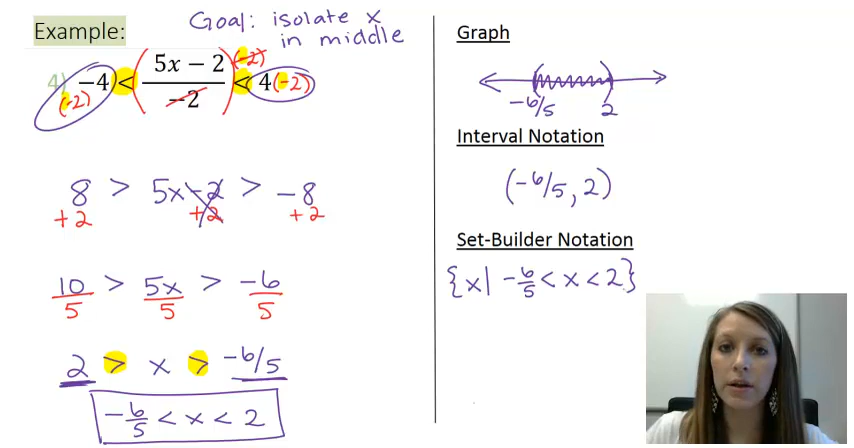 Example:
Goal: isolate x
in middle
4) (-2) −4 < ( (5x − 2)/−2 ) (-2) < 4 (-2)
8 > 5x − 2 > −8
+2 +2 +2
10/5 > 5x/5 > −6/5
2 > x > −6/5
−6/5 < x < 2
Graph
−6/5 2
Interval Notation
(−6/5, 2)
Set-Builder Notation
{x| −6/5 < x < 2}